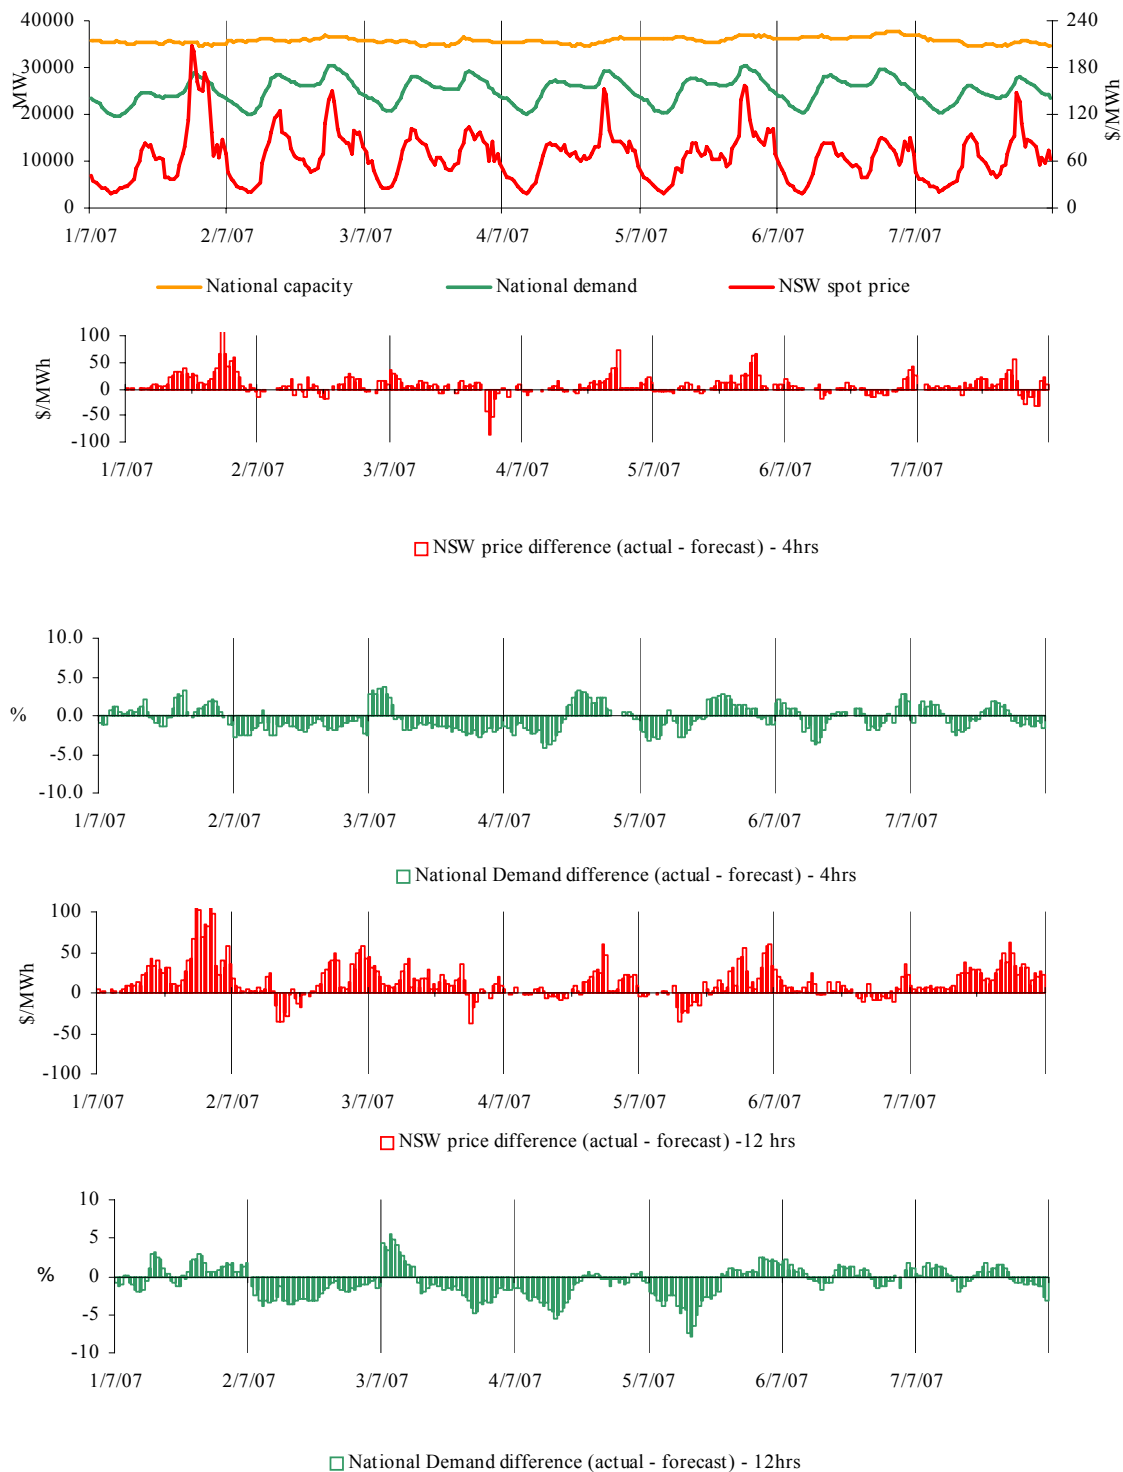 40000 240
30000 180
MW
20000 120
$/MWh
10000 60
0 0
1/7/07 2/7/07 3/7/07 4/7/07 5/7/07 6/7/07 7/7/07
National capacity National demand NSW spot price
100
50
$/MWh
0
-50
-100
1/7/07 2/7/07 3/7/07 4/7/07 5/7/07 6/7/07 7/7/07
NSW price difference (actual - forecast) - 4hrs
10.0
5.0
% 0.0
-5.0
-10.0
1/7/07 2/7/07 3/7/07 4/7/07 5/7/07 6/7/07 7/7/07
National Demand difference (actual - forecast) - 4hrs
100
50
$/MWh
0
-50
-100
1/7/07 2/7/07 3/7/07 4/7/07 5/7/07 6/7/07 7/7/07
NSW price difference (actual - forecast) -12 hrs
10
5
% 0
-5
-10
1/7/07 2/7/07 3/7/07 4/7/07 5/7/07 6/7/07 7/7/07
National Demand difference (actual - forecast) - 12hrs